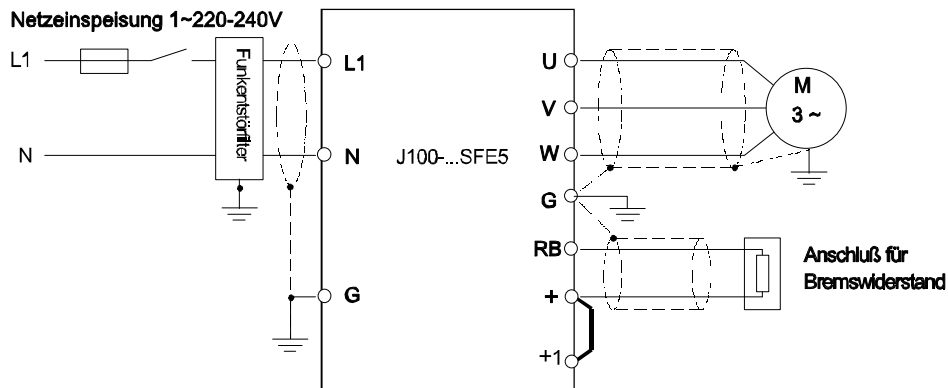 Netzeinspeisung 1~220-240V
L1
Funkentstörfilter
L1
N
N
G
J100-...SFE5
U
V
W
G
RB
+
+1
M
3 ~
Anschluß für
Bremswiderstand